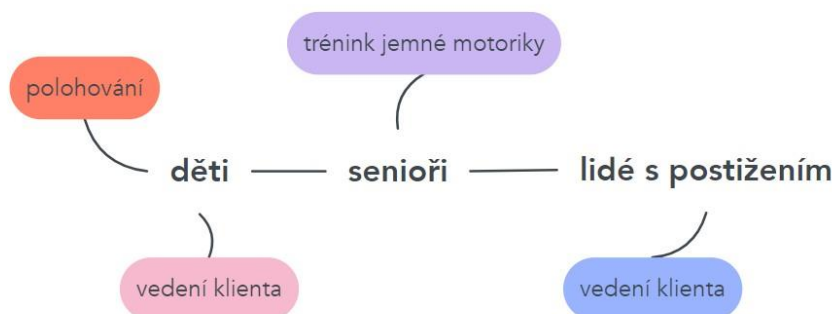 trénink jemné motoriky
polohování
děti
senioři
lidé s postižením
vedení klienta
vedení klienta